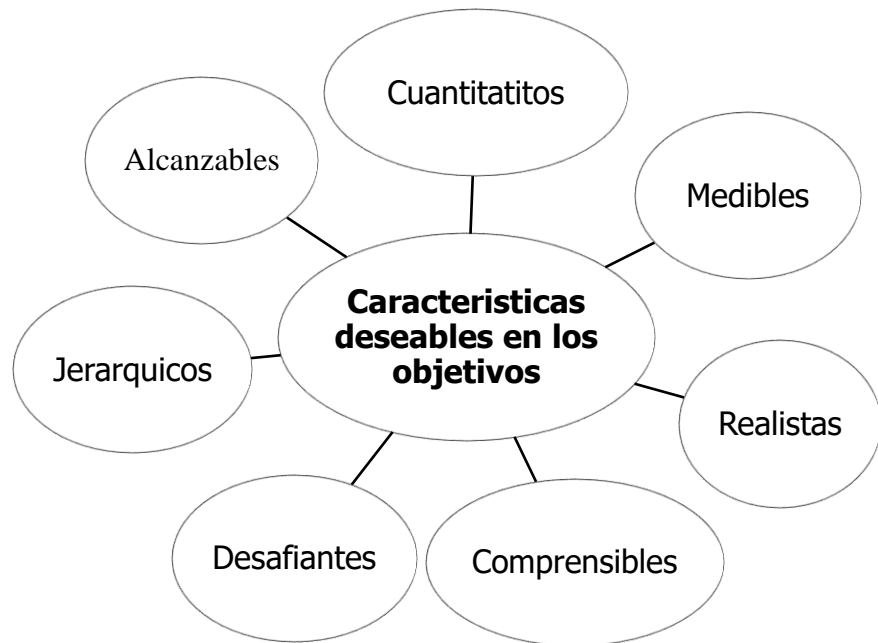 Cuantitatitos
Alcanzables
Medibles
Caracteristicas
deseables en los
objetivos
Jerarquicos
Realistas
Desafiantes
Comprensibles